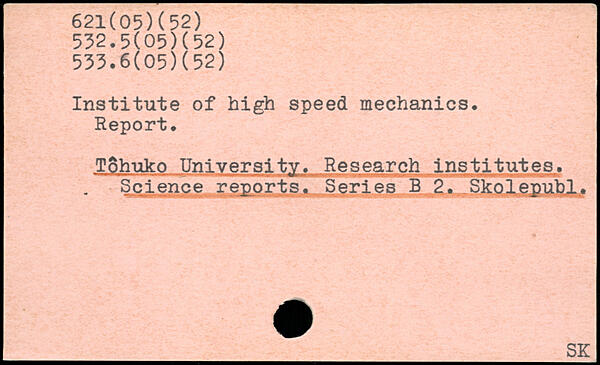 621(05)(52)
532.5(05)(52)
533.6(05)(52)
Institute of high speed mechanics.
Report.
Tôhuko University. Research institutes.
Science reports. Series B 2. Skolepubl.
SK